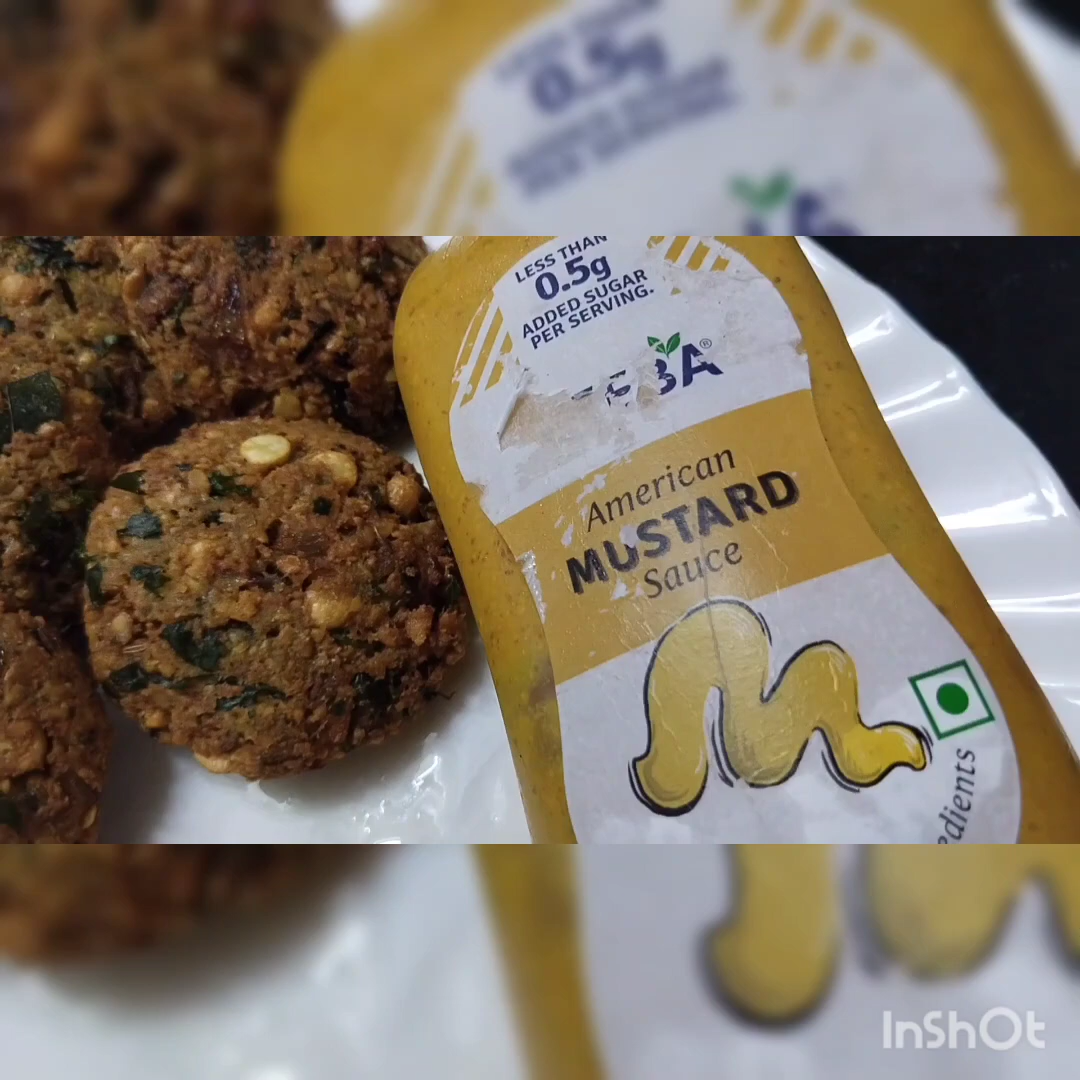 LESS THAN
0.5g
ADDED SUGAR
PER SERVING.
American
MUSTARD
Sauce
InShOt